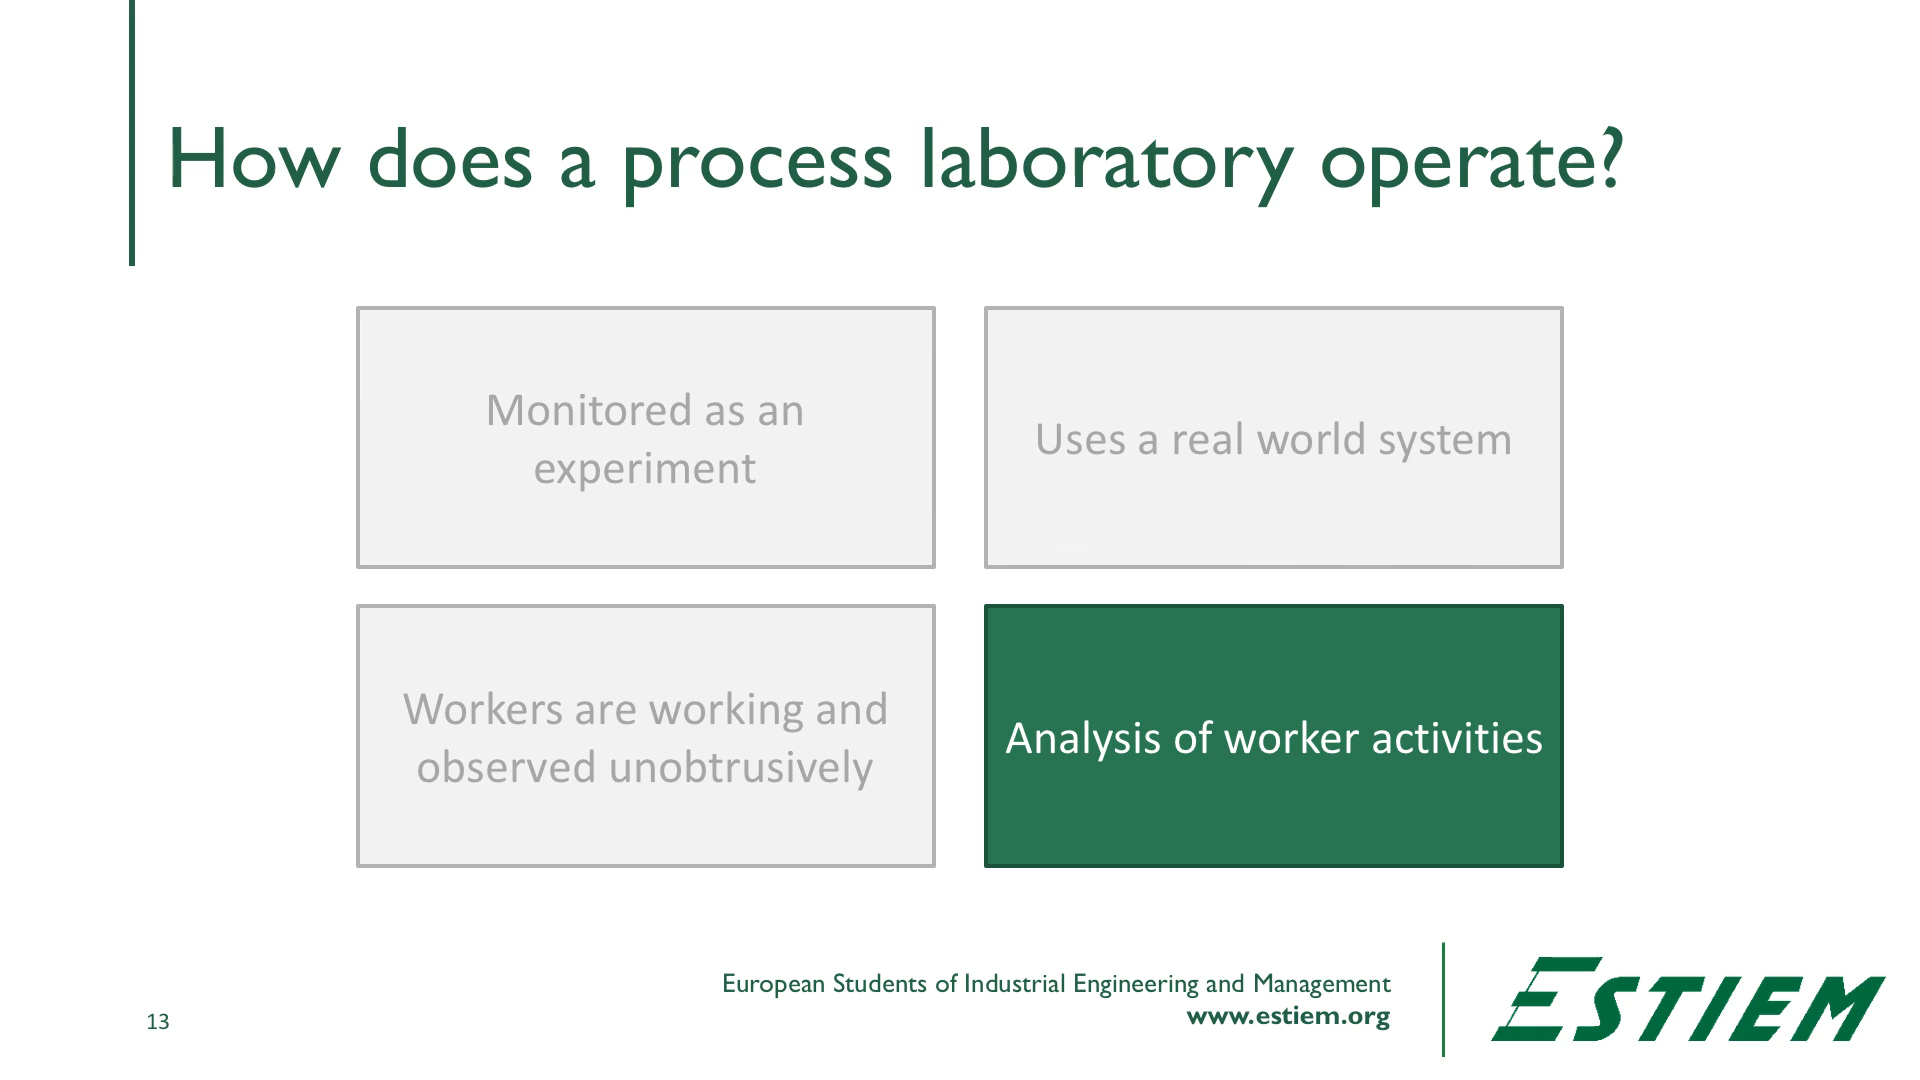 How does a process laboratory operate?
Monitored as an
experiment
Uses a real world system
Workers are working and
observed unobtrusively
Analysis of worker activities
European Students of Industrial Engineering and Management
www.estiem.org
13
ESTIEM